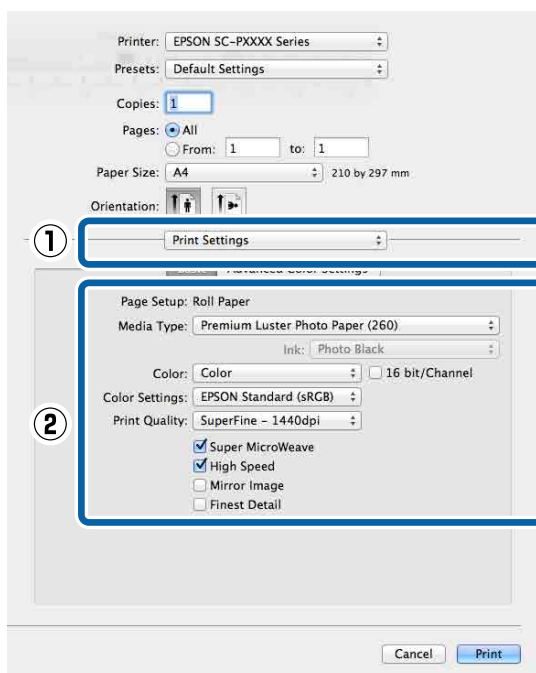 Printer: EPSON SC-PXXXX Series
Presets: Default Settings
Copies: 1
Pages: All
From: 1 to: 1
Paper Size: A4 210 by 297 mm
Orientation:
1 Print Settings
Advanced Color Settings
Page Setup: Roll Paper
Media Type: Premium Luster Photo Paper (260)
Ink: Photo Black
Color: Color 16 bit/Channel
Color Settings: EPSON Standard (sRGB)
2 Print Quality: SuperFine - 1440dpi
Super MicroWeave
High Speed
Mirror Image
Finest Detail
Cancel Print